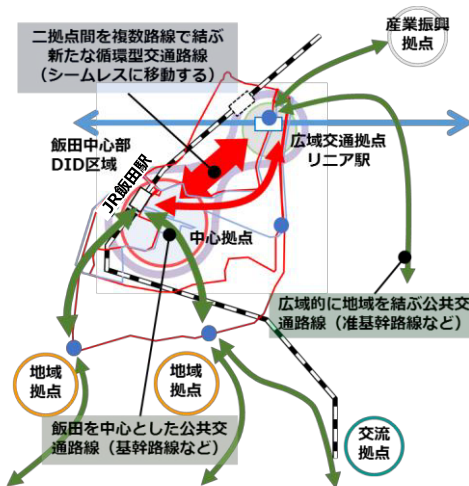 二拠点間を複数路線で結ぶ
新たな循環型交通路線
（シームレスに移動する）
産業振興
拠点
飯田中心部
DID区域
JR飯田駅
広域交通拠点
リニア駅
中心拠点
広域的に地域を結ぶ公共交
通路線（准基幹路線など）
地域
拠点
地域
拠点
飯田を中心とした公共交
通路線（基幹路線など）
交流
拠点